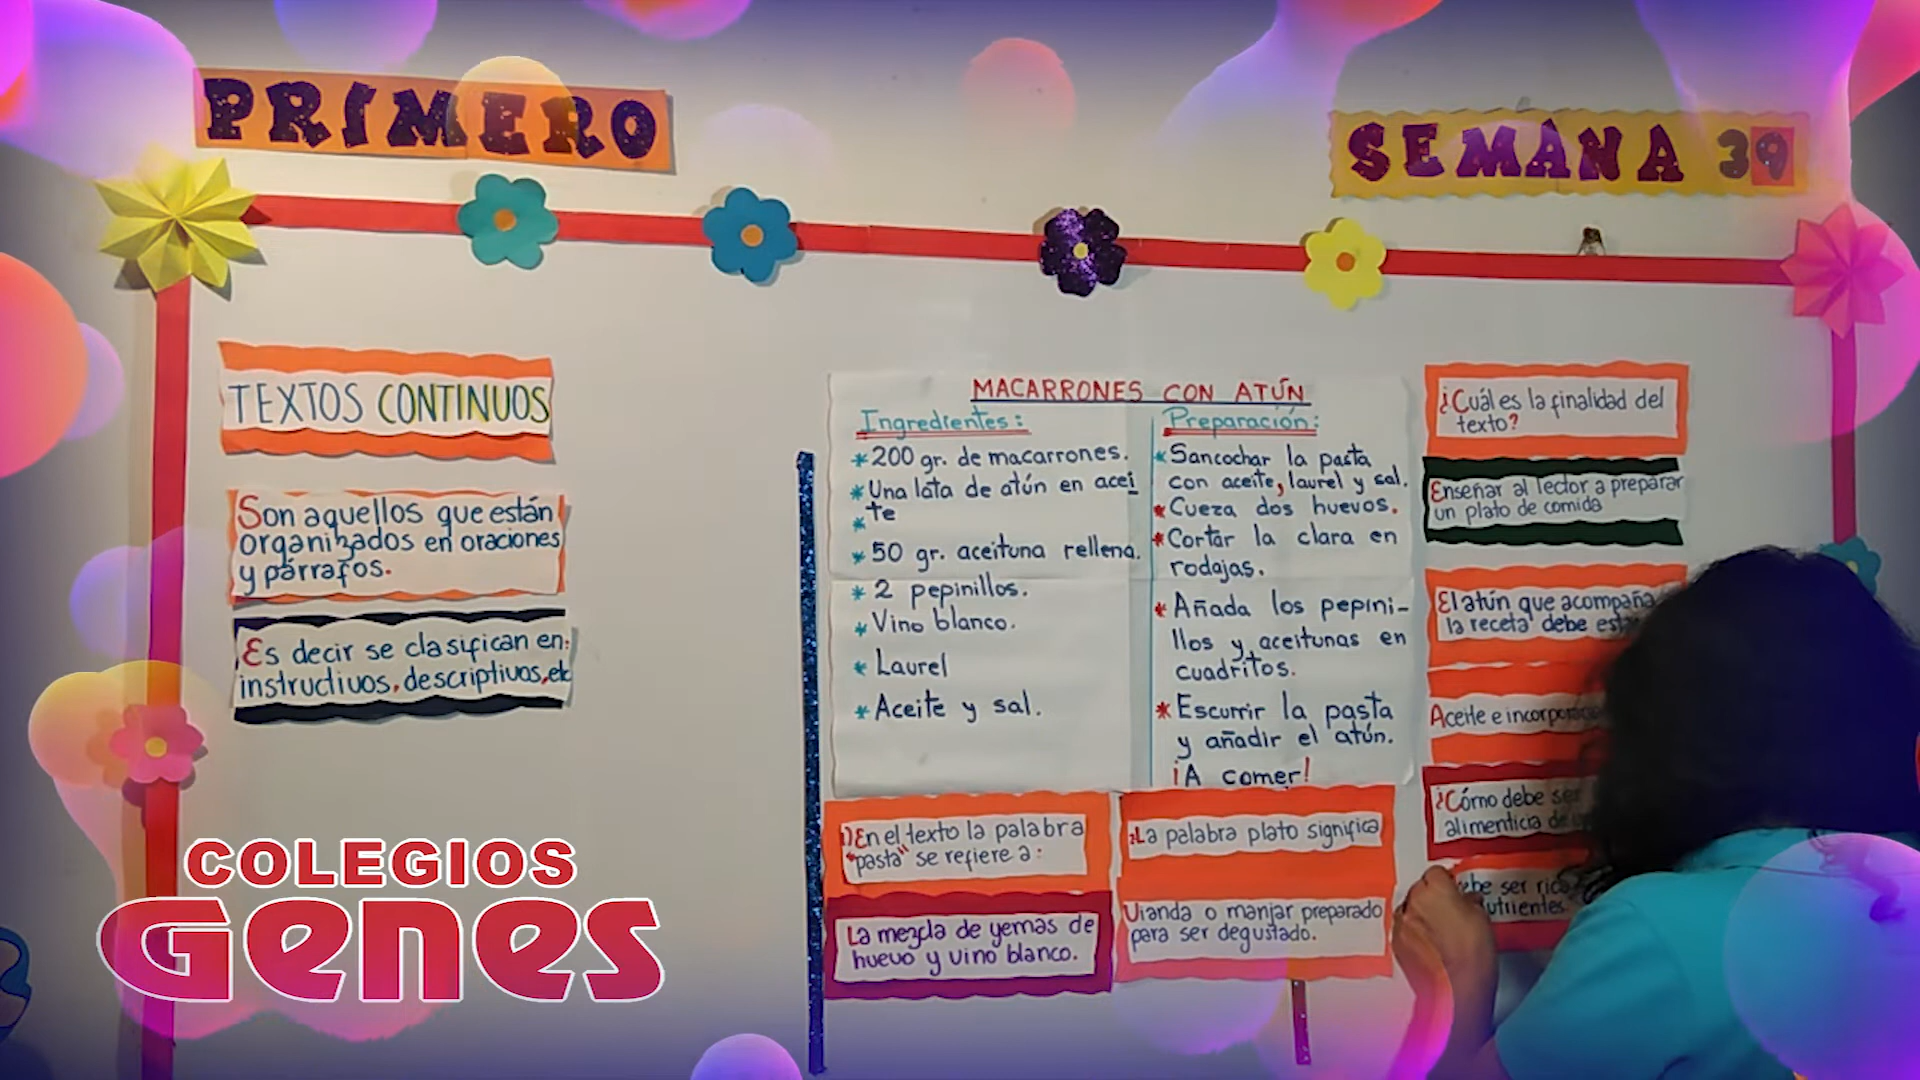 PRIMERO
SEMANA 39
TEXTOS CONTINUOS
Son aquellos que están
organizados en oraciones
y párrafos.
Es decir se clasifican en:
instructivos, descriptivos, etc
MACARRONES CON ATÚN
Ingredientes:
*200 gr. de macarrones.
*Una lata de atún en acei
*te
*50 gr. aceituna rellena.
*2 pepinillos.
*Vino blanco.
*Laurel
*Aceite y sal.
Preparación:
*Sancochar la pasta
con aceite, laurel y sal.
*Cueza dos huevos.
*Cortar la clara en
rodajas.
*Añada los pepini-
llos y aceitunas en
cuadritos.
*Escurrir la pasta
y añadir el atún.
¡A comer!
¿Cuál es la finalidad del
texto?
Enseñar al lector a preparar
un plato de comida
El atún que acompaña
la receta debe
Aceite e
¿Cómo debe ser
alimenticia de
ser
nutrientes
1) En el texto la palabra
"pasta" se refiere a:
La mezcla de yemas de
huevo y vino blanco.
2 La palabra plato significa
Vianda o manjar preparado
para ser degustado.
COLEGIOS
GENES